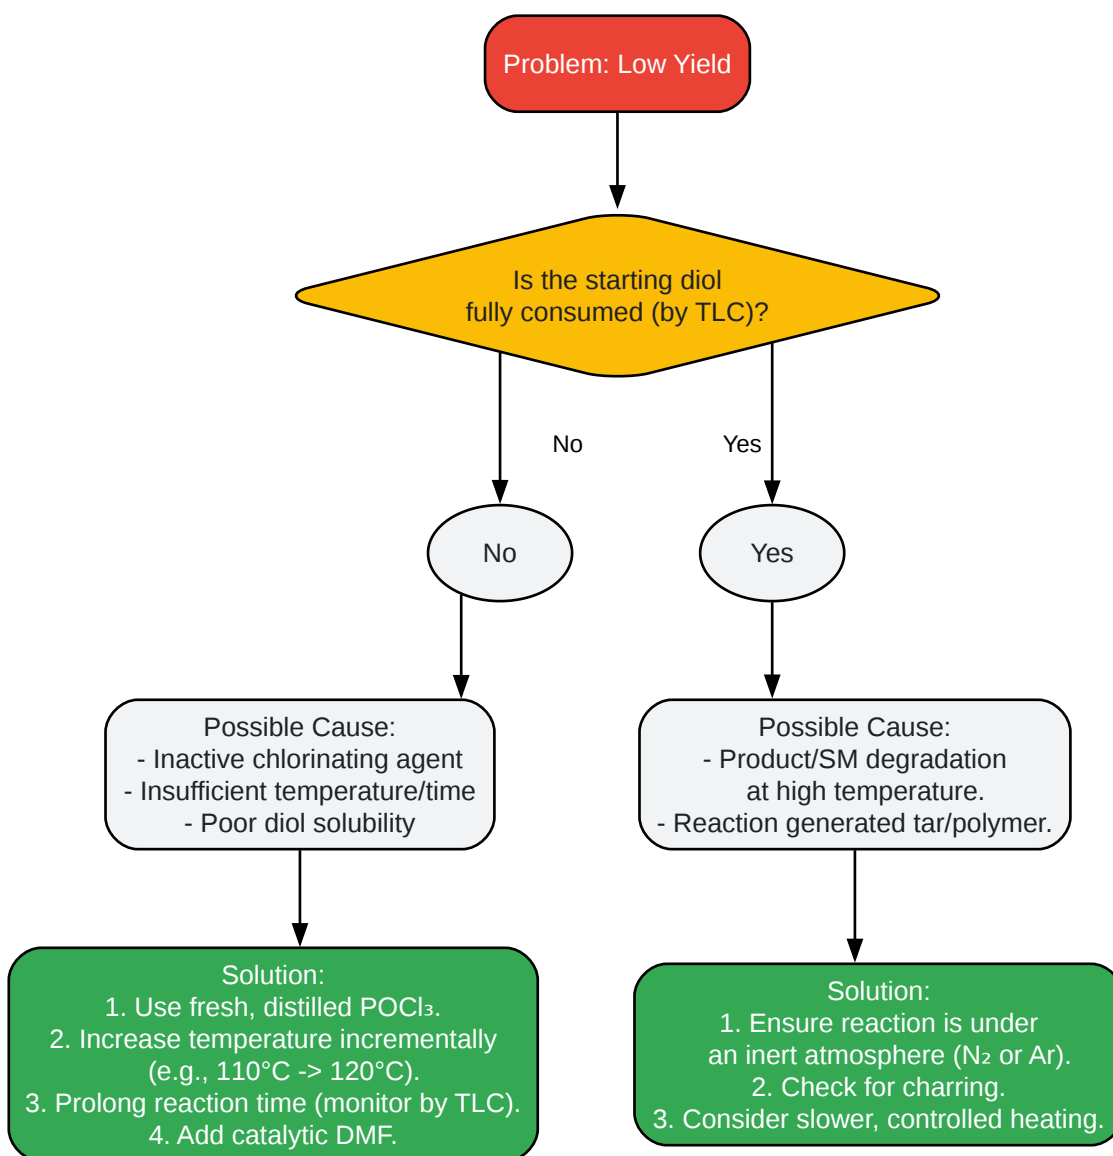 Problem: Low Yield
Is the starting diol
fully consumed (by TLC)?
No
Yes
No
Yes
Possible Cause:
- Inactive chlorinating agent
- Insufficient temperature/time
- Poor diol solubility
Possible Cause:
- Product/SM degradation
at high temperature.
- Reaction generated tar/polymer.
Solution:
1. Use fresh, distilled POCl₃.
2. Increase temperature incrementally
(e.g., 110°C -> 120°C).
3. Prolong reaction time (monitor by TLC).
4. Add catalytic DMF.
Solution:
1. Ensure reaction is under
an inert atmosphere (N₂ or Ar).
2. Check for charring.
3. Consider slower, controlled heating.